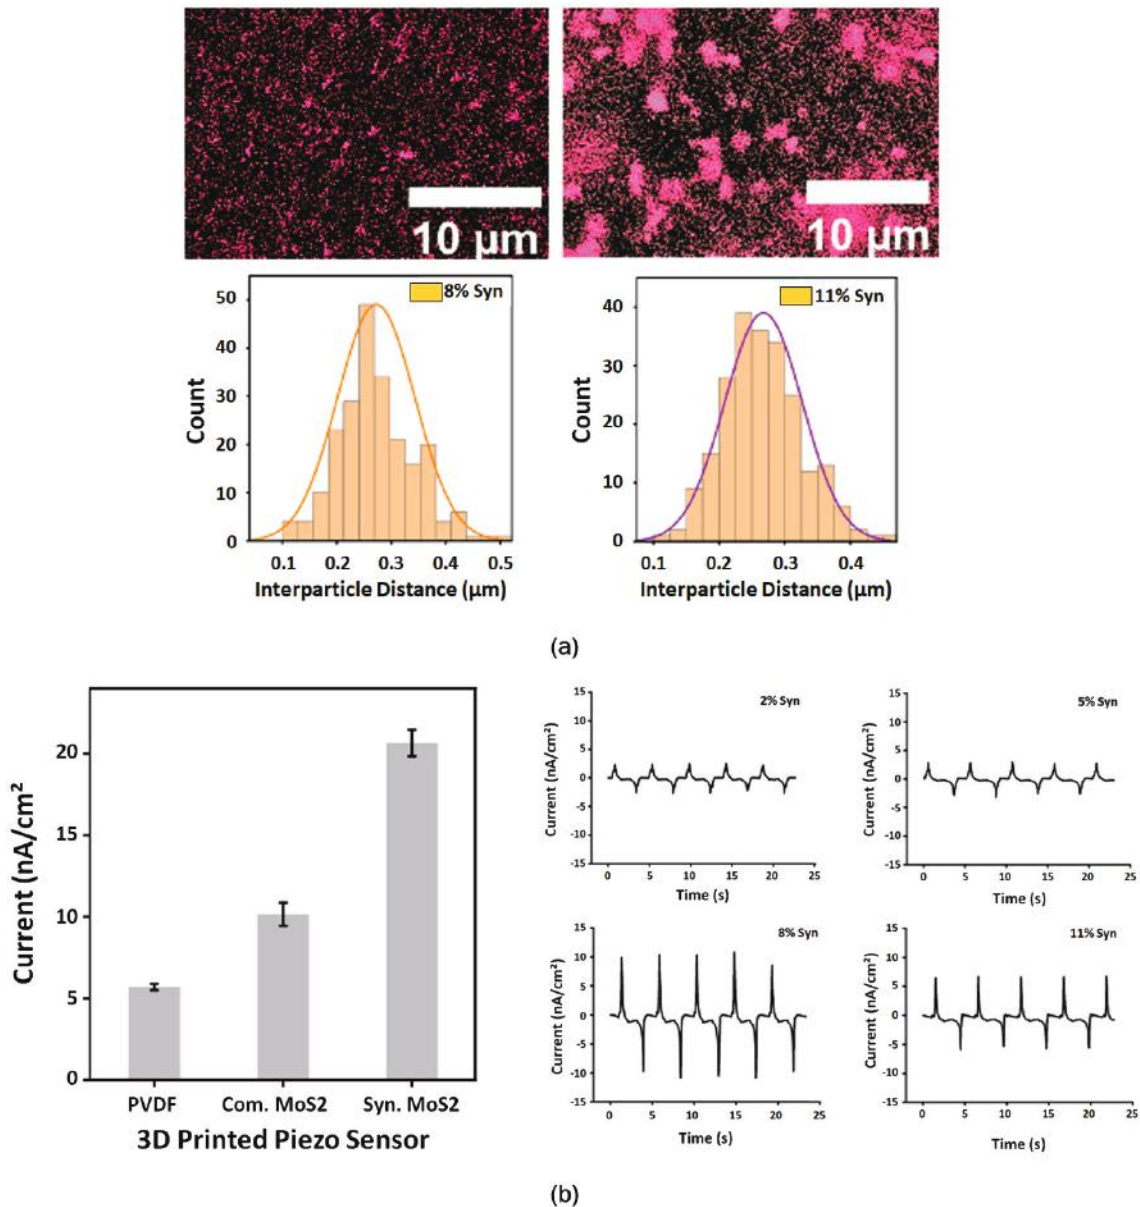 10 µm
10 µm
50
40
30
20
10
0
Count
8% Syn
0.1 0.2 0.3 0.4 0.5
Interparticle Distance (µm)
40
30
20
10
0
Count
11% Syn
0.1 0.2 0.3 0.4
Interparticle Distance (µm)
(a)
20
15
10
5
0
Current (nA/cm²)
PVDF Com. MoS2 Syn. MoS2
3D Printed Piezo Sensor
15
10
5
0
-5
-10
-15
Current (nA/cm²)
2% Syn
0 5 10 15 20 25
Time (s)
15
10
5
0
-5
-10
-15
Current (nA/cm²)
5% Syn
0 5 10 15 20 25
Time (s)
15
10
5
0
-5
-10
-15
Current (nA/cm²)
8% Syn
0 5 10 15 20 25
Time (s)
15
10
5
0
-5
-10
-15
Current (nA/cm²)
11% Syn
0 5 10 15 20 25
Time (s)
(b)